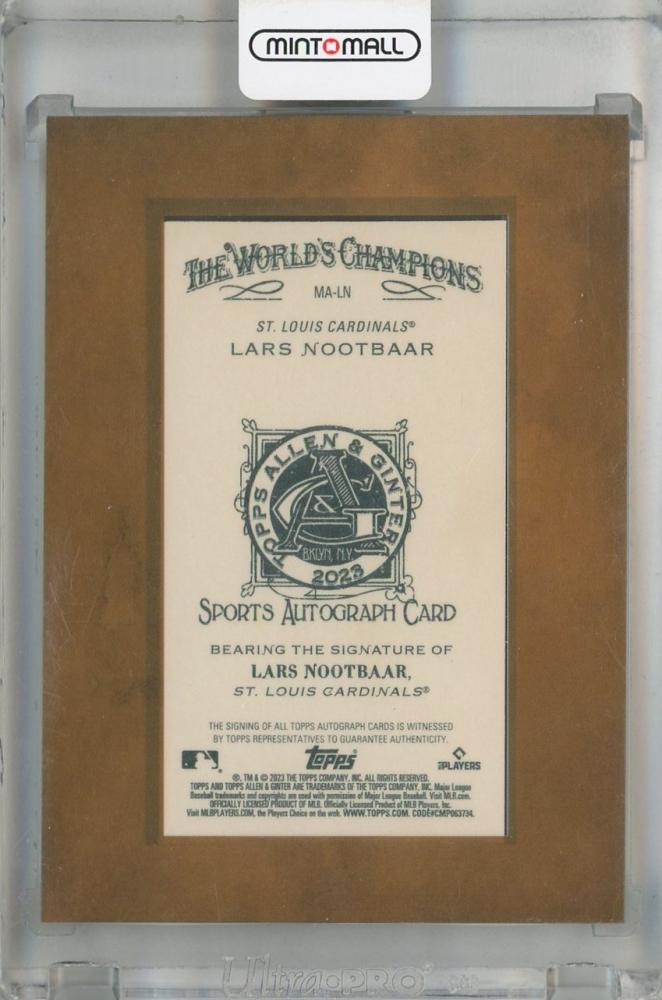 MINT MALL
THE WORLD'S CHAMPIONS
MA-LN
ST. LOUIS CARDINALS®
LARS NOOTBAAR
TOPPS ALLEN & GINTER
A & G
BKLYN, N.Y.
2023
SPORTS AUTOGRAPH CARD
BEARING THE SIGNATURE OF
LARS NOOTBAAR,
ST. LOUIS CARDINALS®
THE SIGNING OF ALL TOPPS AUTOGRAPH CARDS IS WITNESSED
BY TOPPS REPRESENTATIVES TO GUARANTEE AUTHENTICITY.
topps®
PLAYERS
®, TM & © 2023 THE TOPPS COMPANY, INC. ALL RIGHTS RESERVED.
TOPPS AND TOPPS ALLEN & GINTER ARE TRADEMARKS OF THE TOPPS COMPANY, INC. Major League
Baseball trademarks and copyrights are used with permission of Major League Baseball. Visit MLB.com.
OFFICIALLY LICENSED PRODUCT OF MLB. Officially Licensed Product of MLB Players, Inc.
Visit MLBPLAYERS.COM, the Players Choice on the web. WWW.TOPPS.COM. CODE#CMP063734.
Ultra·PRO